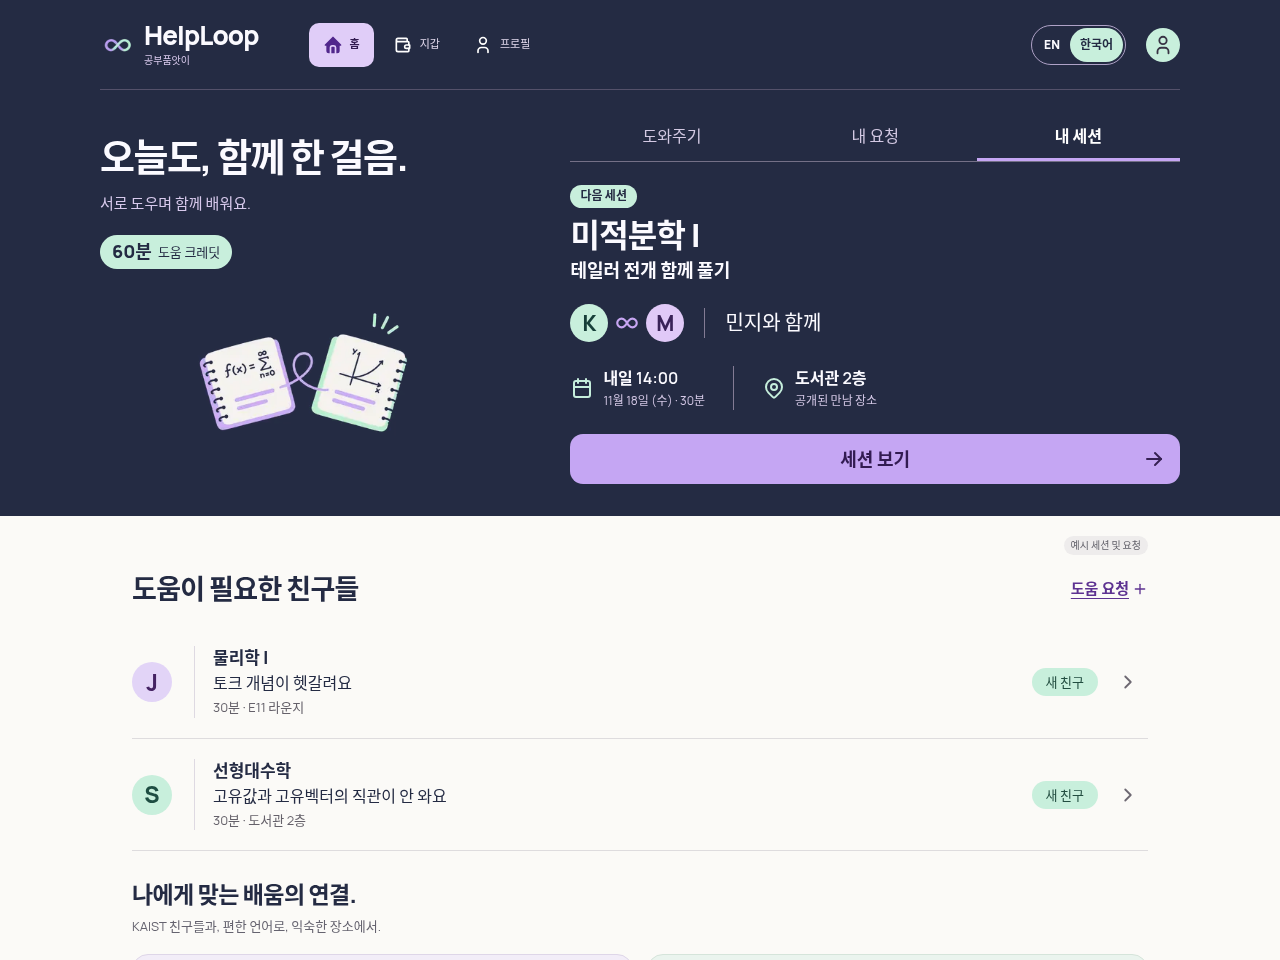 HelpLoop
공부품앗이
홈
지갑
프로필
EN
한국어
오늘도, 함께 한 걸음.
서로 도우며 함께 배워요.
60분 도움 크레딧
f(x) = ∞ Σ n=0
y
x
도와주기
내 요청
내 세션
다음 세션
미적분학 I
테일러 전개 함께 풀기
K ∞ M 민지와 함께
내일 14:00
11월 18일 (수) · 30분
도서관 2층
공개된 만남 장소
세션 보기
예시 세션 및 요청
도움이 필요한 친구들
도움 요청 +
J
물리학 I
토크 개념이 헷갈려요
30분 · E11 라운지
새 친구
S
선형대수학
고유값과 고유벡터의 직관이 안 와요
30분 · 도서관 2층
새 친구
나에게 맞는 배움의 연결.
KAIST 친구들과, 편한 언어로, 익숙한 장소에서.